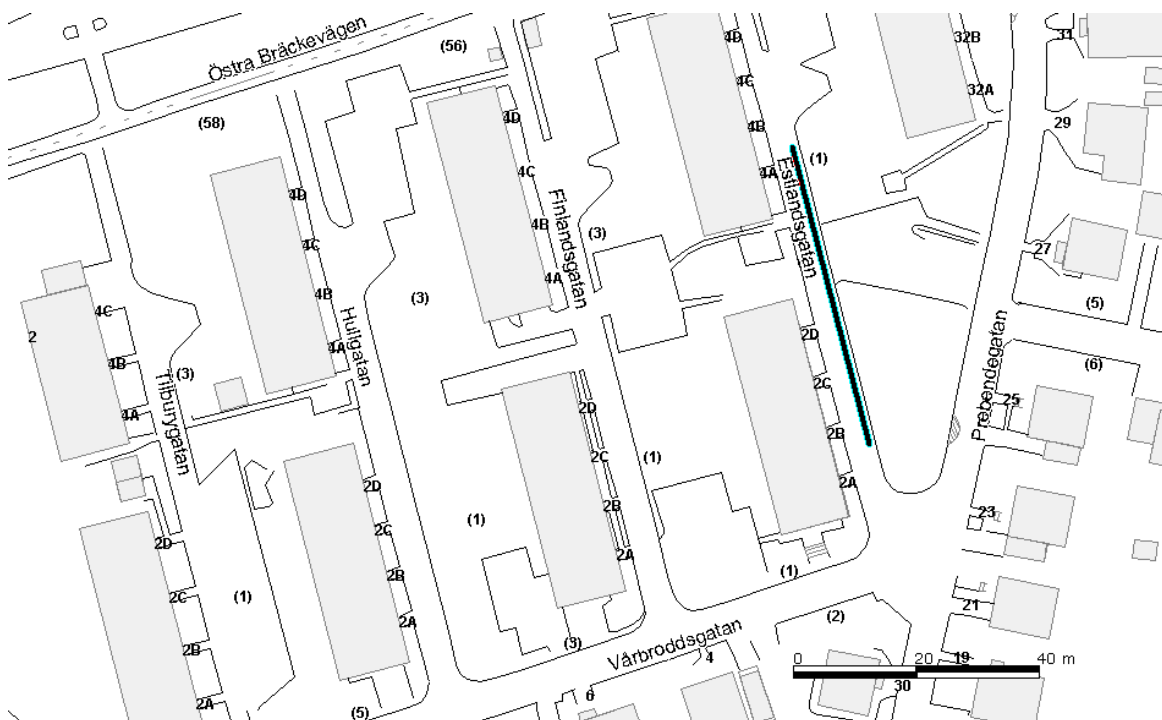 Östra Bräckevägen
(56)
(58)
4D
4C
4B
4A
32B
32A
31
29
(1)
4D
4C
4B
4A
Finlandsgatan
(3)
Estlandsgatan
27
(5)
4D
4C
4B
4A
Hullgatan
(3)
2
4C
4B
4A
Tilburygatan
(3)
2D
2C
2B
2A
Prebendegatan
(6)
25
23
21
19
30
2D
2C
2B
2A
(1)
(1)
(1)
2D
2C
2B
2A
2D
2C
2B
2A
(1)
(3)
(5)
Vårbroddsgatan
4
6
(2)
0 20 40 m